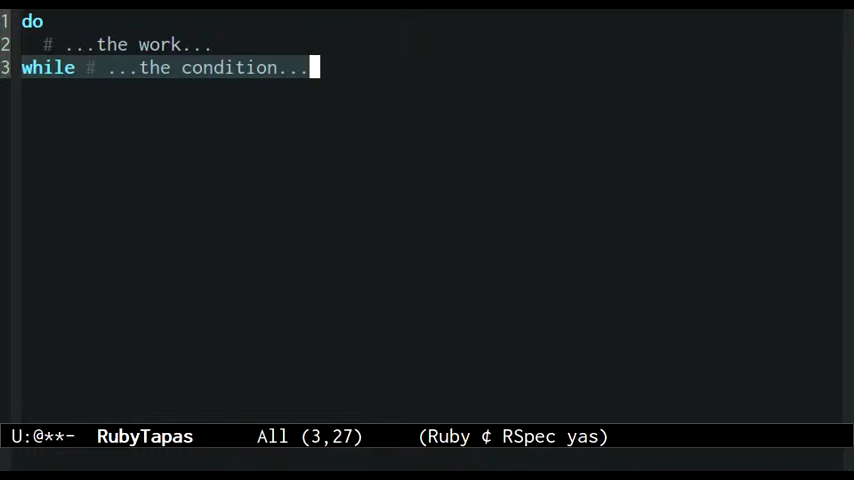 1 do
2   # ...the work...
3 while # ...the condition...
U:@**-  RubyTapas      All (3,27)     (Ruby ¢ RSpec yas)